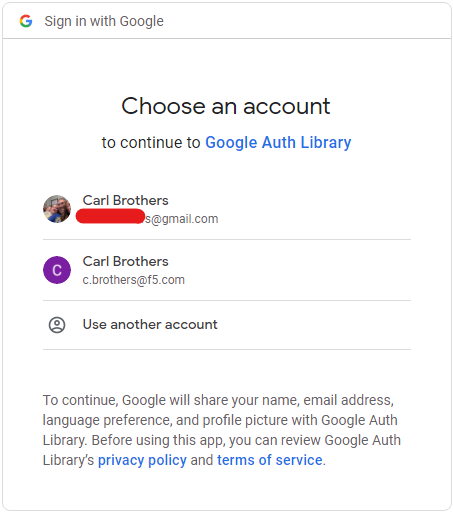 Sign in with Google
Choose an account
to continue to Google Auth Library
Carl Brothers
s@gmail.com
C
Carl Brothers
c.brothers@f5.com
Use another account
To continue, Google will share your name, email address,
language preference, and profile picture with Google Auth
Library. Before using this app, you can review Google Auth
Library’s privacy policy and terms of service.